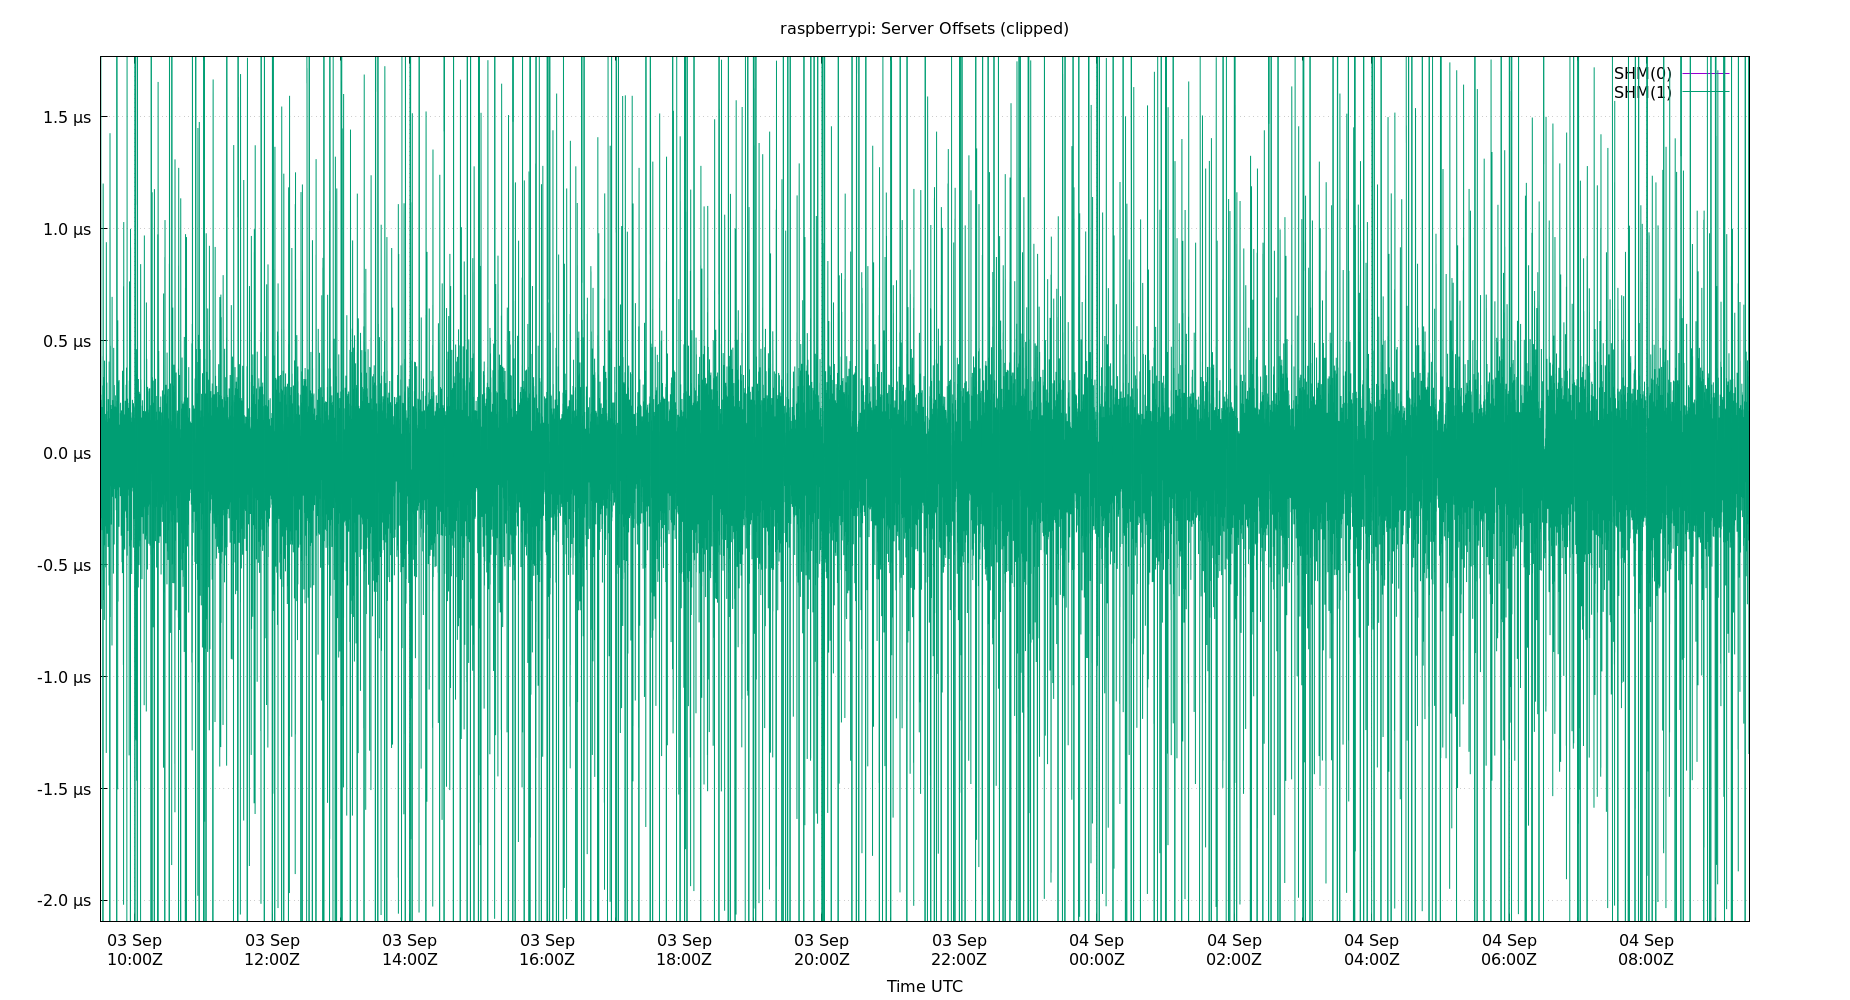 raspberrypi: Server Offsets (clipped)
SHM(0)
SHM(1)
1.5 μs
1.0 μs
0.5 μs
0.0 μs
-0.5 μs
-1.0 μs
-1.5 μs
-2.0 μs
03 Sep 03 Sep 03 Sep 03 Sep 03 Sep 03 Sep 03 Sep 04 Sep 04 Sep 04 Sep 04 Sep 04 Sep
10:00Z 12:00Z 14:00Z 16:00Z 18:00Z 20:00Z 22:00Z 00:00Z 02:00Z 04:00Z 06:00Z 08:00Z
Time UTC